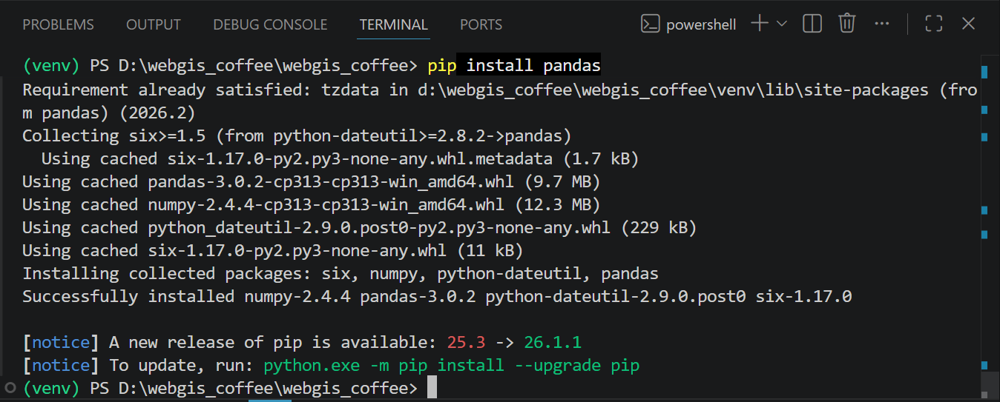 PROBLEMS OUTPUT DEBUG CONSOLE TERMINAL PORTS powershell
(venv) PS D:\webgis_coffee\webgis_coffee> pip install pandas
Requirement already satisfied: tzdata in d:\webgis_coffee\webgis_coffee\venv\lib\site-packages (fro
m pandas) (2026.2)
Collecting six>=1.5 (from python-dateutil>=2.8.2->pandas)
  Using cached six-1.17.0-py2.py3-none-any.whl.metadata (1.7 kB)
Using cached pandas-3.0.2-cp313-cp313-win_amd64.whl (9.7 MB)
Using cached numpy-2.4.4-cp313-cp313-win_amd64.whl (12.3 MB)
Using cached python_dateutil-2.9.0.post0-py2.py3-none-any.whl (229 kB)
Using cached six-1.17.0-py2.py3-none-any.whl (11 kB)
Installing collected packages: six, numpy, python-dateutil, pandas
Successfully installed numpy-2.4.4 pandas-3.0.2 python-dateutil-2.9.0.post0 six-1.17.0
[notice] A new release of pip is available: 25.3 -> 26.1.1
[notice] To update, run: python.exe -m pip install --upgrade pip
(venv) PS D:\webgis_coffee\webgis_coffee>